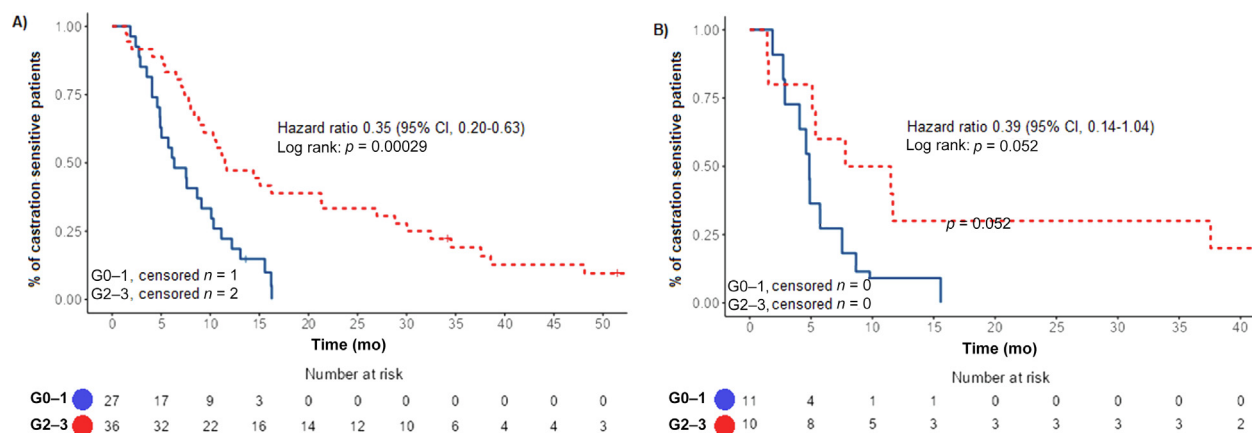 A)
% of castration-sensitive patients
1.00
0.75
0.50
0.25
0.00
Hazard ratio 0.35 (95% CI, 0.20-0.63)
Log rank: p = 0.00029
G0–1, censored n = 1
G2–3, censored n = 2
0 5 10 15 20 25 30 35 40 45 50
Time (mo)
Number at risk
G0–1 27 17 9 3 0 0 0 0 0 0 0
G2–3 36 32 22 16 14 12 10 6 4 4 3
B)
% of castration-sensitive patients
1.00
0.75
0.50
0.25
0.00
Hazard ratio 0.39 (95% CI, 0.14-1.04)
Log rank: p = 0.052
p = 0.052
G0–1, censored n = 0
G2–3, censored n = 0
0 5 10 15 20 25 30 35 40
Time (mo)
Number at risk
G0–1 11 4 1 1 0 0 0 0 0
G2–3 10 8 5 3 3 3 3 3 2